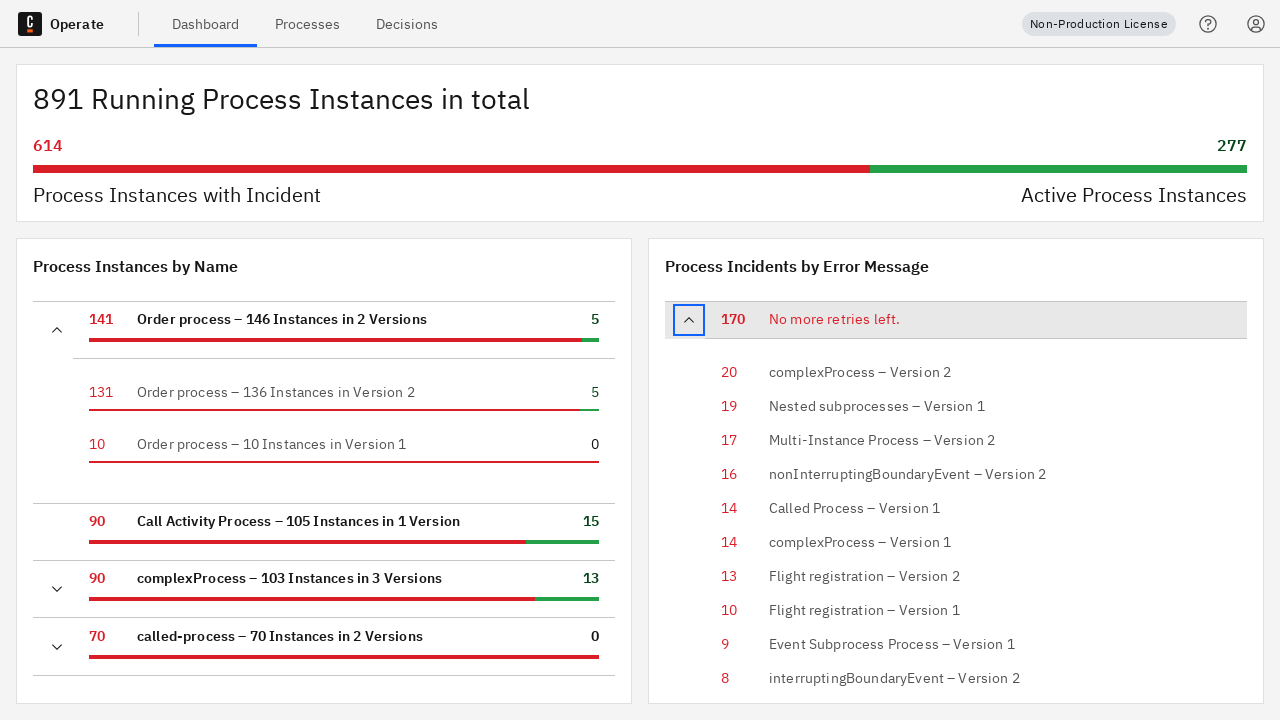 Operate
Dashboard
Processes
Decisions
Non-Production License
891 Running Process Instances in total
614
277
Process Instances with Incident
Active Process Instances
Process Instances by Name
141 Order process – 146 Instances in 2 Versions 5
131 Order process – 136 Instances in Version 2 5
10 Order process – 10 Instances in Version 1 0
90 Call Activity Process – 105 Instances in 1 Version 15
90 complexProcess – 103 Instances in 3 Versions 13
70 called-process – 70 Instances in 2 Versions 0
Process Incidents by Error Message
170 No more retries left.
20 complexProcess – Version 2
19 Nested subprocesses – Version 1
17 Multi-Instance Process – Version 2
16 nonInterruptingBoundaryEvent – Version 2
14 Called Process – Version 1
14 complexProcess – Version 1
13 Flight registration – Version 2
10 Flight registration – Version 1
9 Event Subprocess Process – Version 1
8 interruptingBoundaryEvent – Version 2